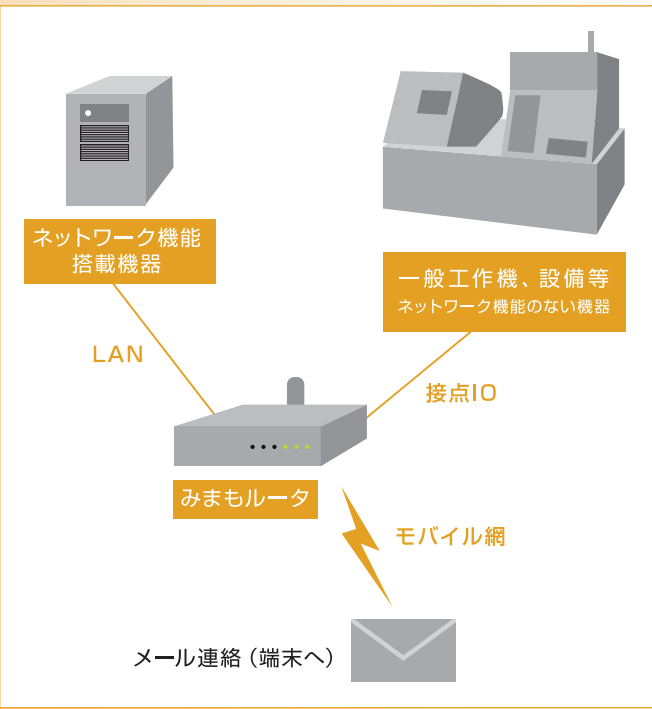 ネットワーク機能
搭載機器
一般工作機、設備等
ネットワーク機能のない機器
LAN
接点IO
みまもルータ
モバイル網
メール連絡（端末へ）